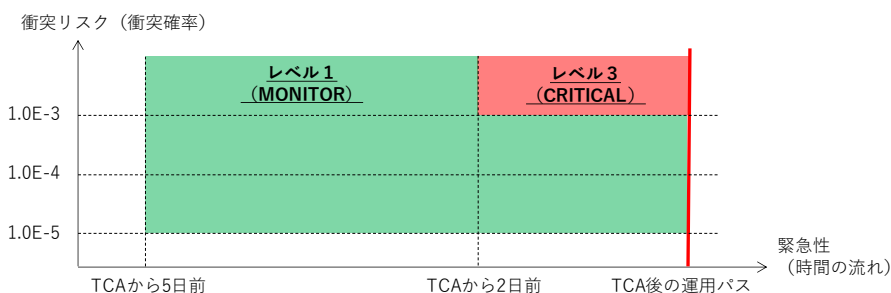 衝突リスク（衝突確率）
レベル１
（MONITOR）
レベル３
（CRITICAL）
1.0E-3
1.0E-4
1.0E-5
緊急性
（時間の流れ）
TCAから5日前
TCAから2日前
TCA後の運用パス